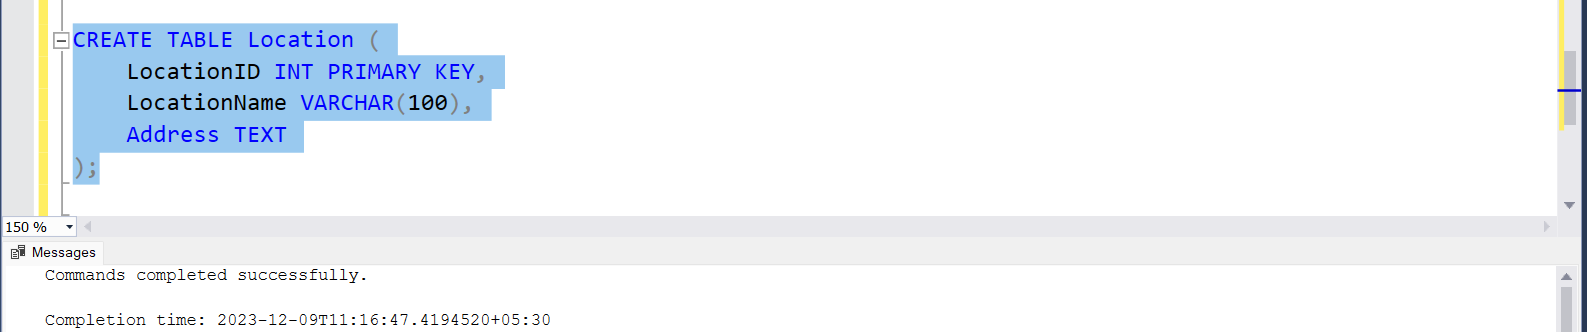 CREATE TABLE Location (
    LocationID INT PRIMARY KEY,
    LocationName VARCHAR(100),
    Address TEXT
);
150 %
Messages
Commands completed successfully.
Completion time: 2023-12-09T11:16:47.4194520+05:30